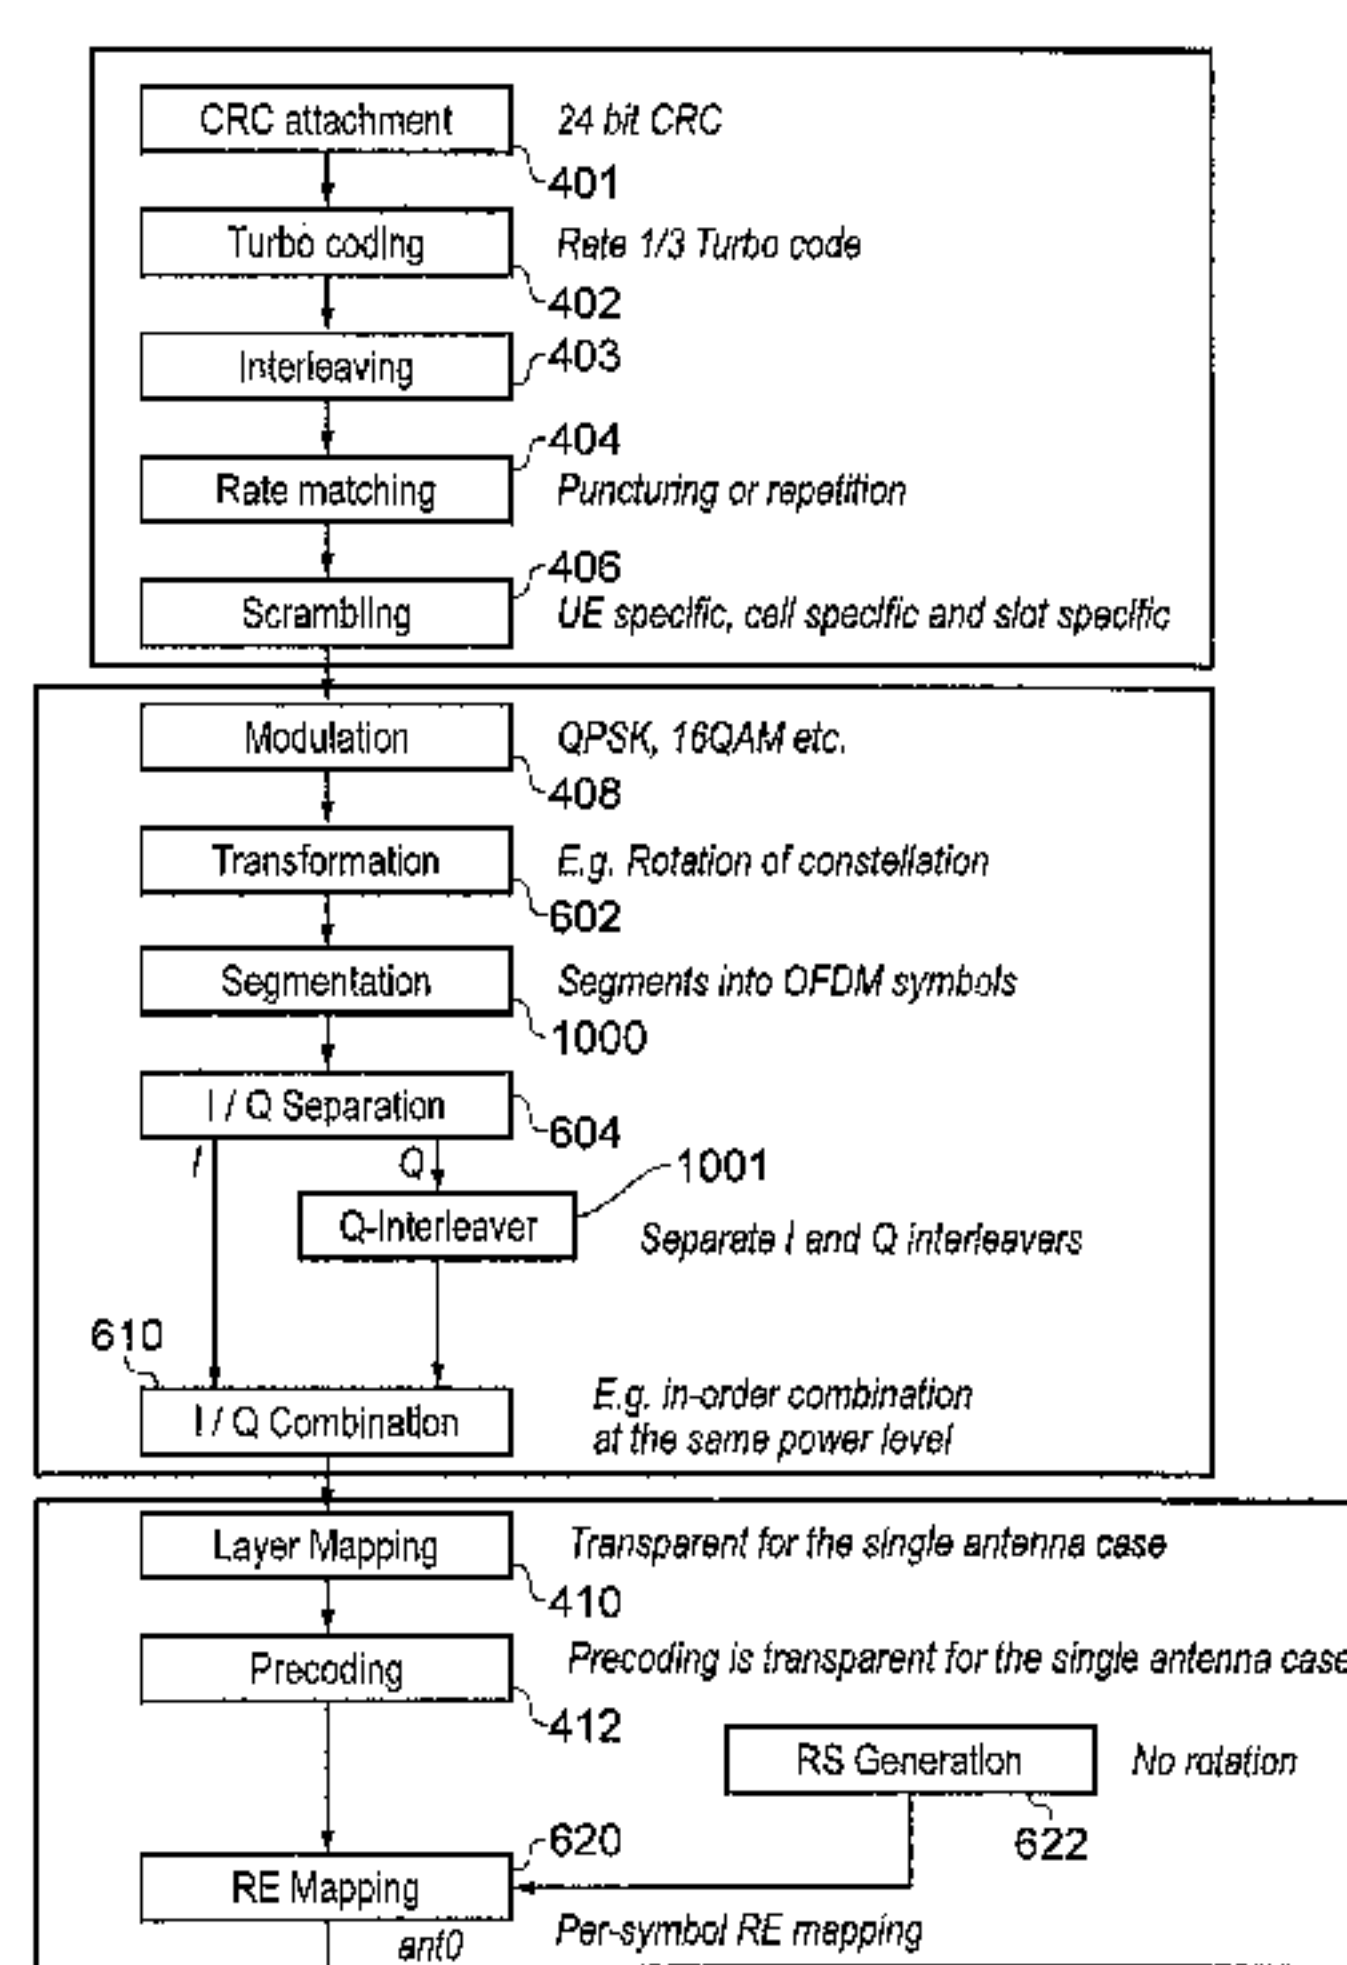 CRC attachment 24 bit CRC
401
Turbo coding Rate 1/3 Turbo code
402
Interleaving 403
404
Rate matching Puncturing or repetition
406
Scrambling UE specific, cell specific and slot specific
Modulation QPSK, 16QAM etc.
408
Transformation E.g. Rotation of constellation
602
Segmentation Segments into OFDM symbols
1000
I / Q Separation
604
I Q 1001
Q-Interleaver Separate I and Q interleavers
610
I / Q Combination E.g. in-order combination
at the same power level
Layer Mapping Transparent for the single antenna case
410
Precoding Precoding is transparent for the single antenna case
412
RS Generation No rotation
622
620
RE Mapping
ant0 Per-symbol RE mapping